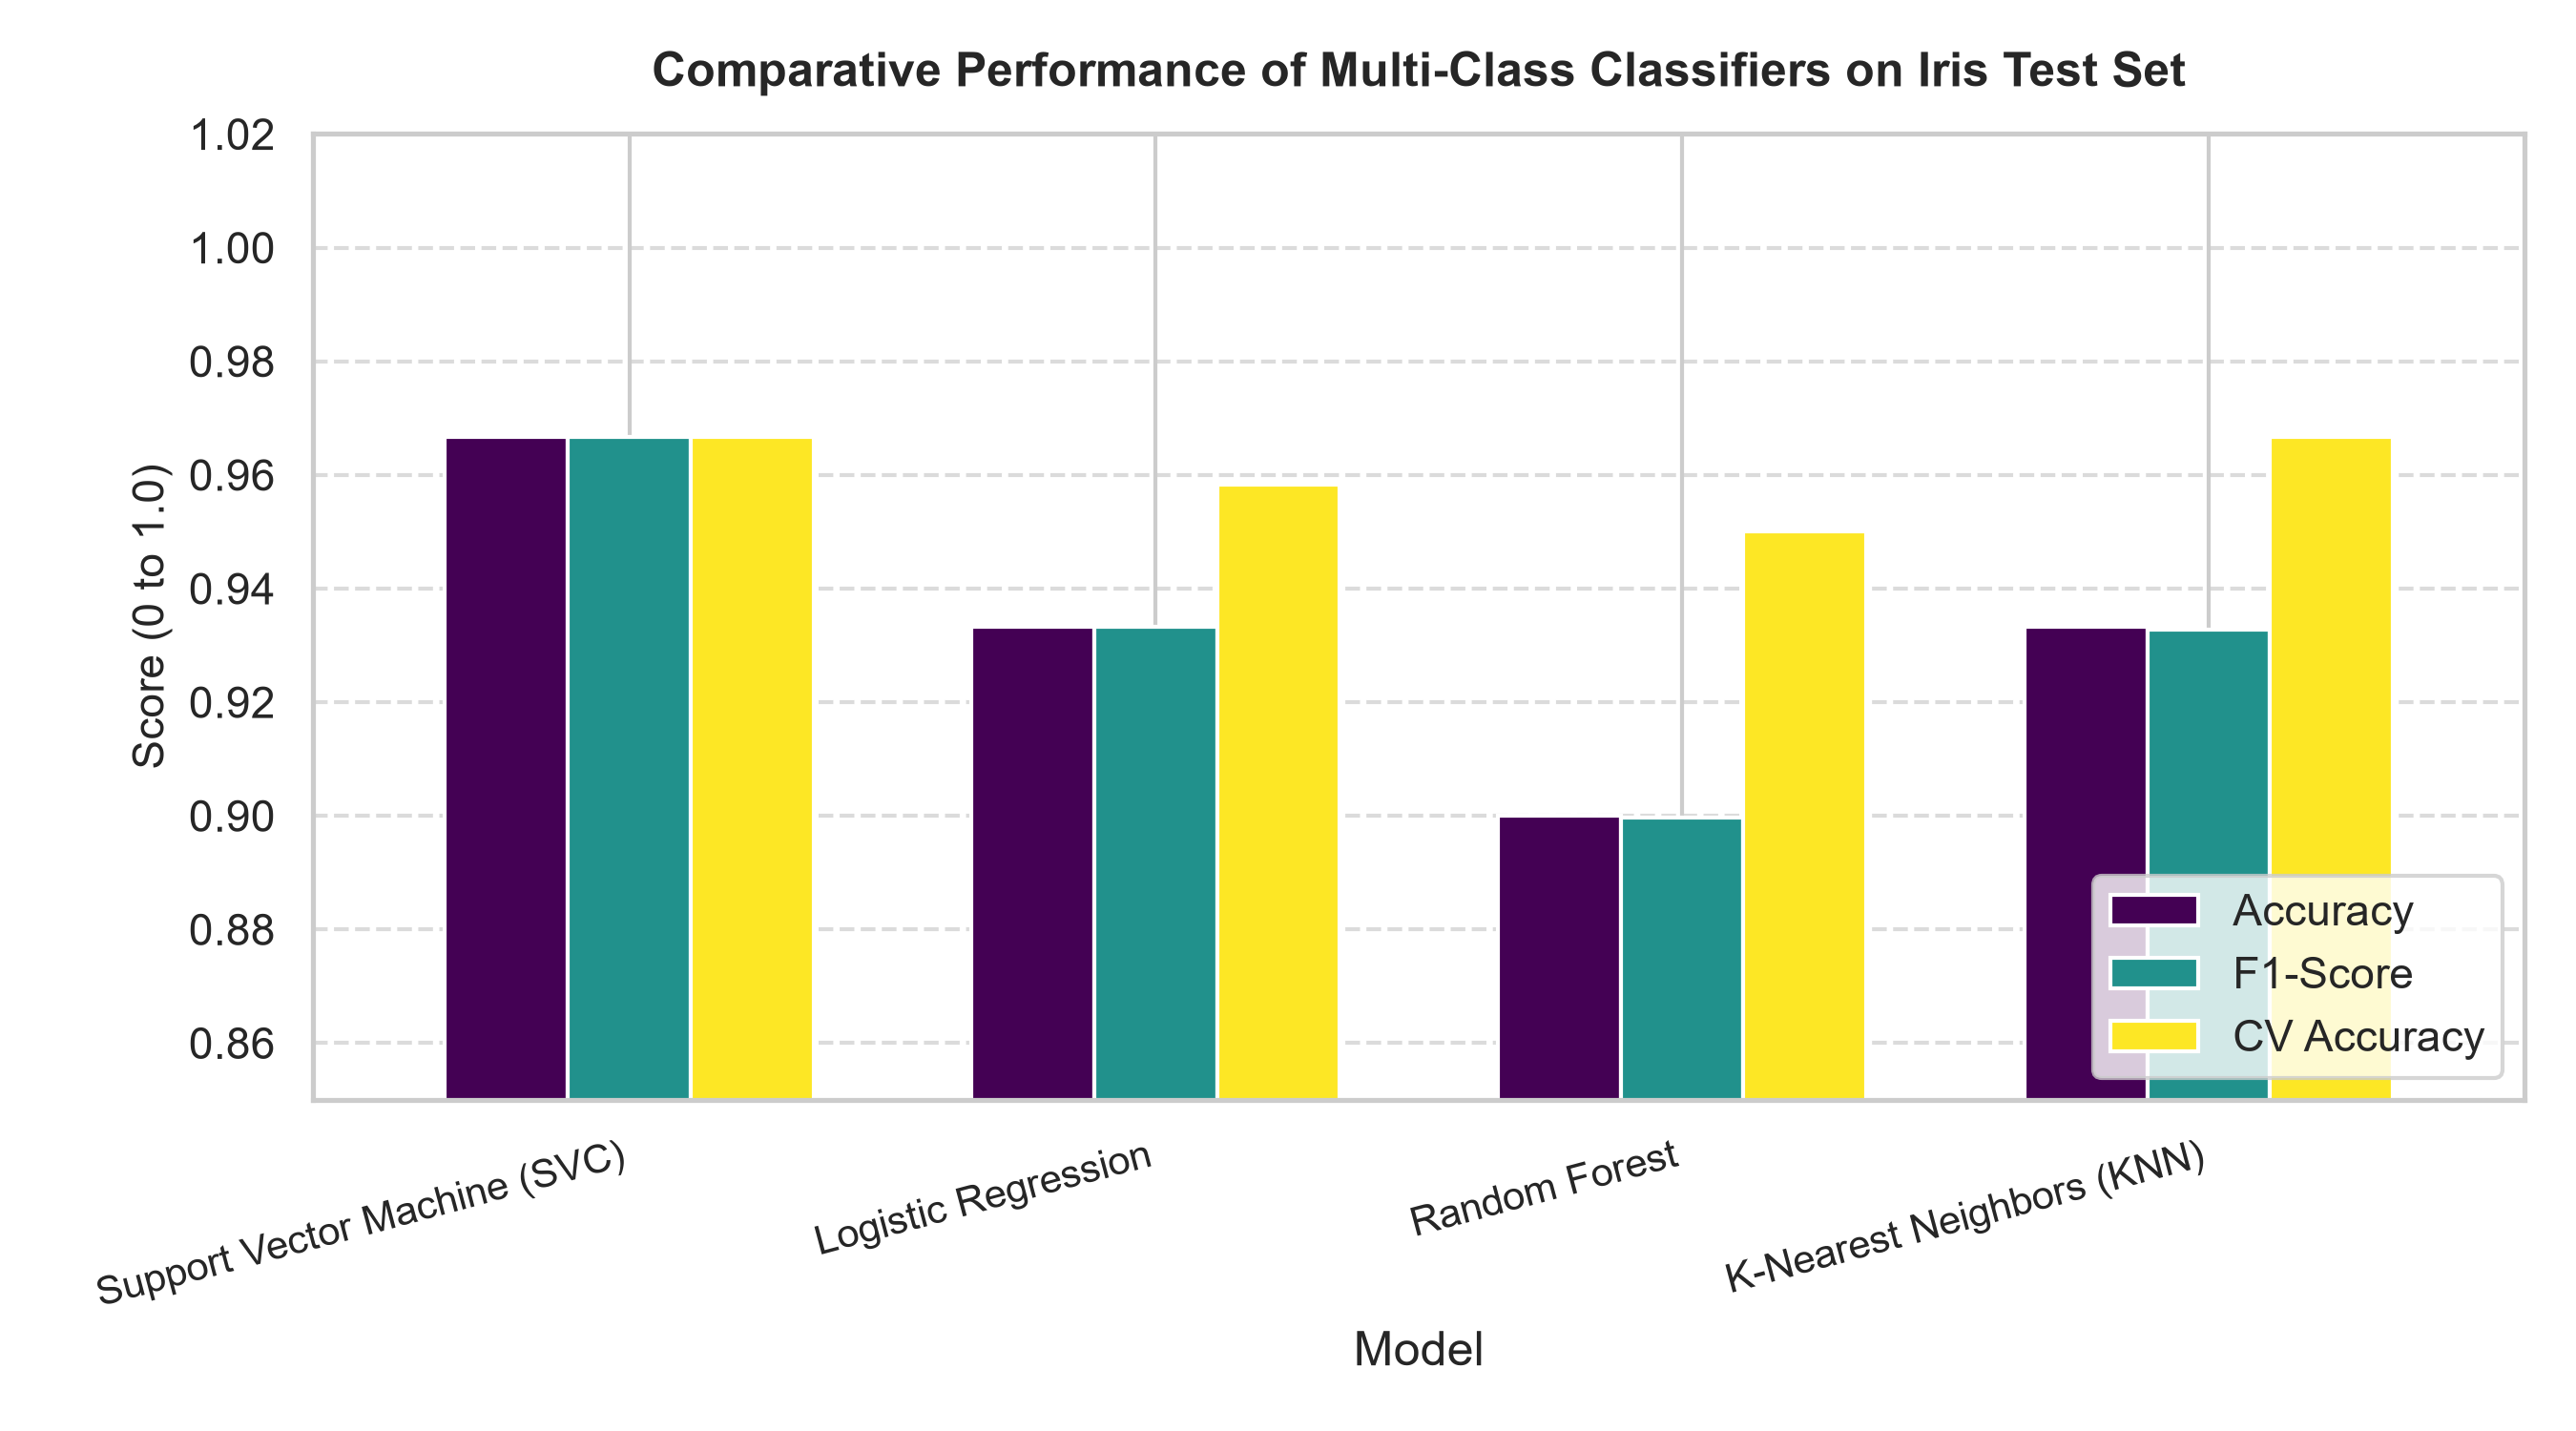 Comparative Performance of Multi-Class Classifiers on Iris Test Set
Score (0 to 1.0)
1.02
1.00
0.98
0.96
0.94
0.92
0.90
0.88
0.86
Accuracy
F1-Score
CV Accuracy
Support Vector Machine (SVC)
Logistic Regression
Random Forest
K-Nearest Neighbors (KNN)
Model